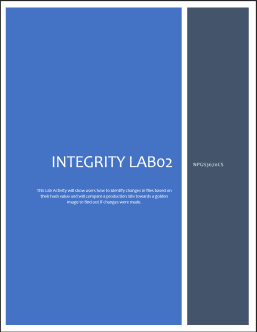 INTEGRITY LAB02
This Lab Activity will show users how to identify changes in files based on
their hash value and will compare a production site towards a golden
image to find out if changes were made.